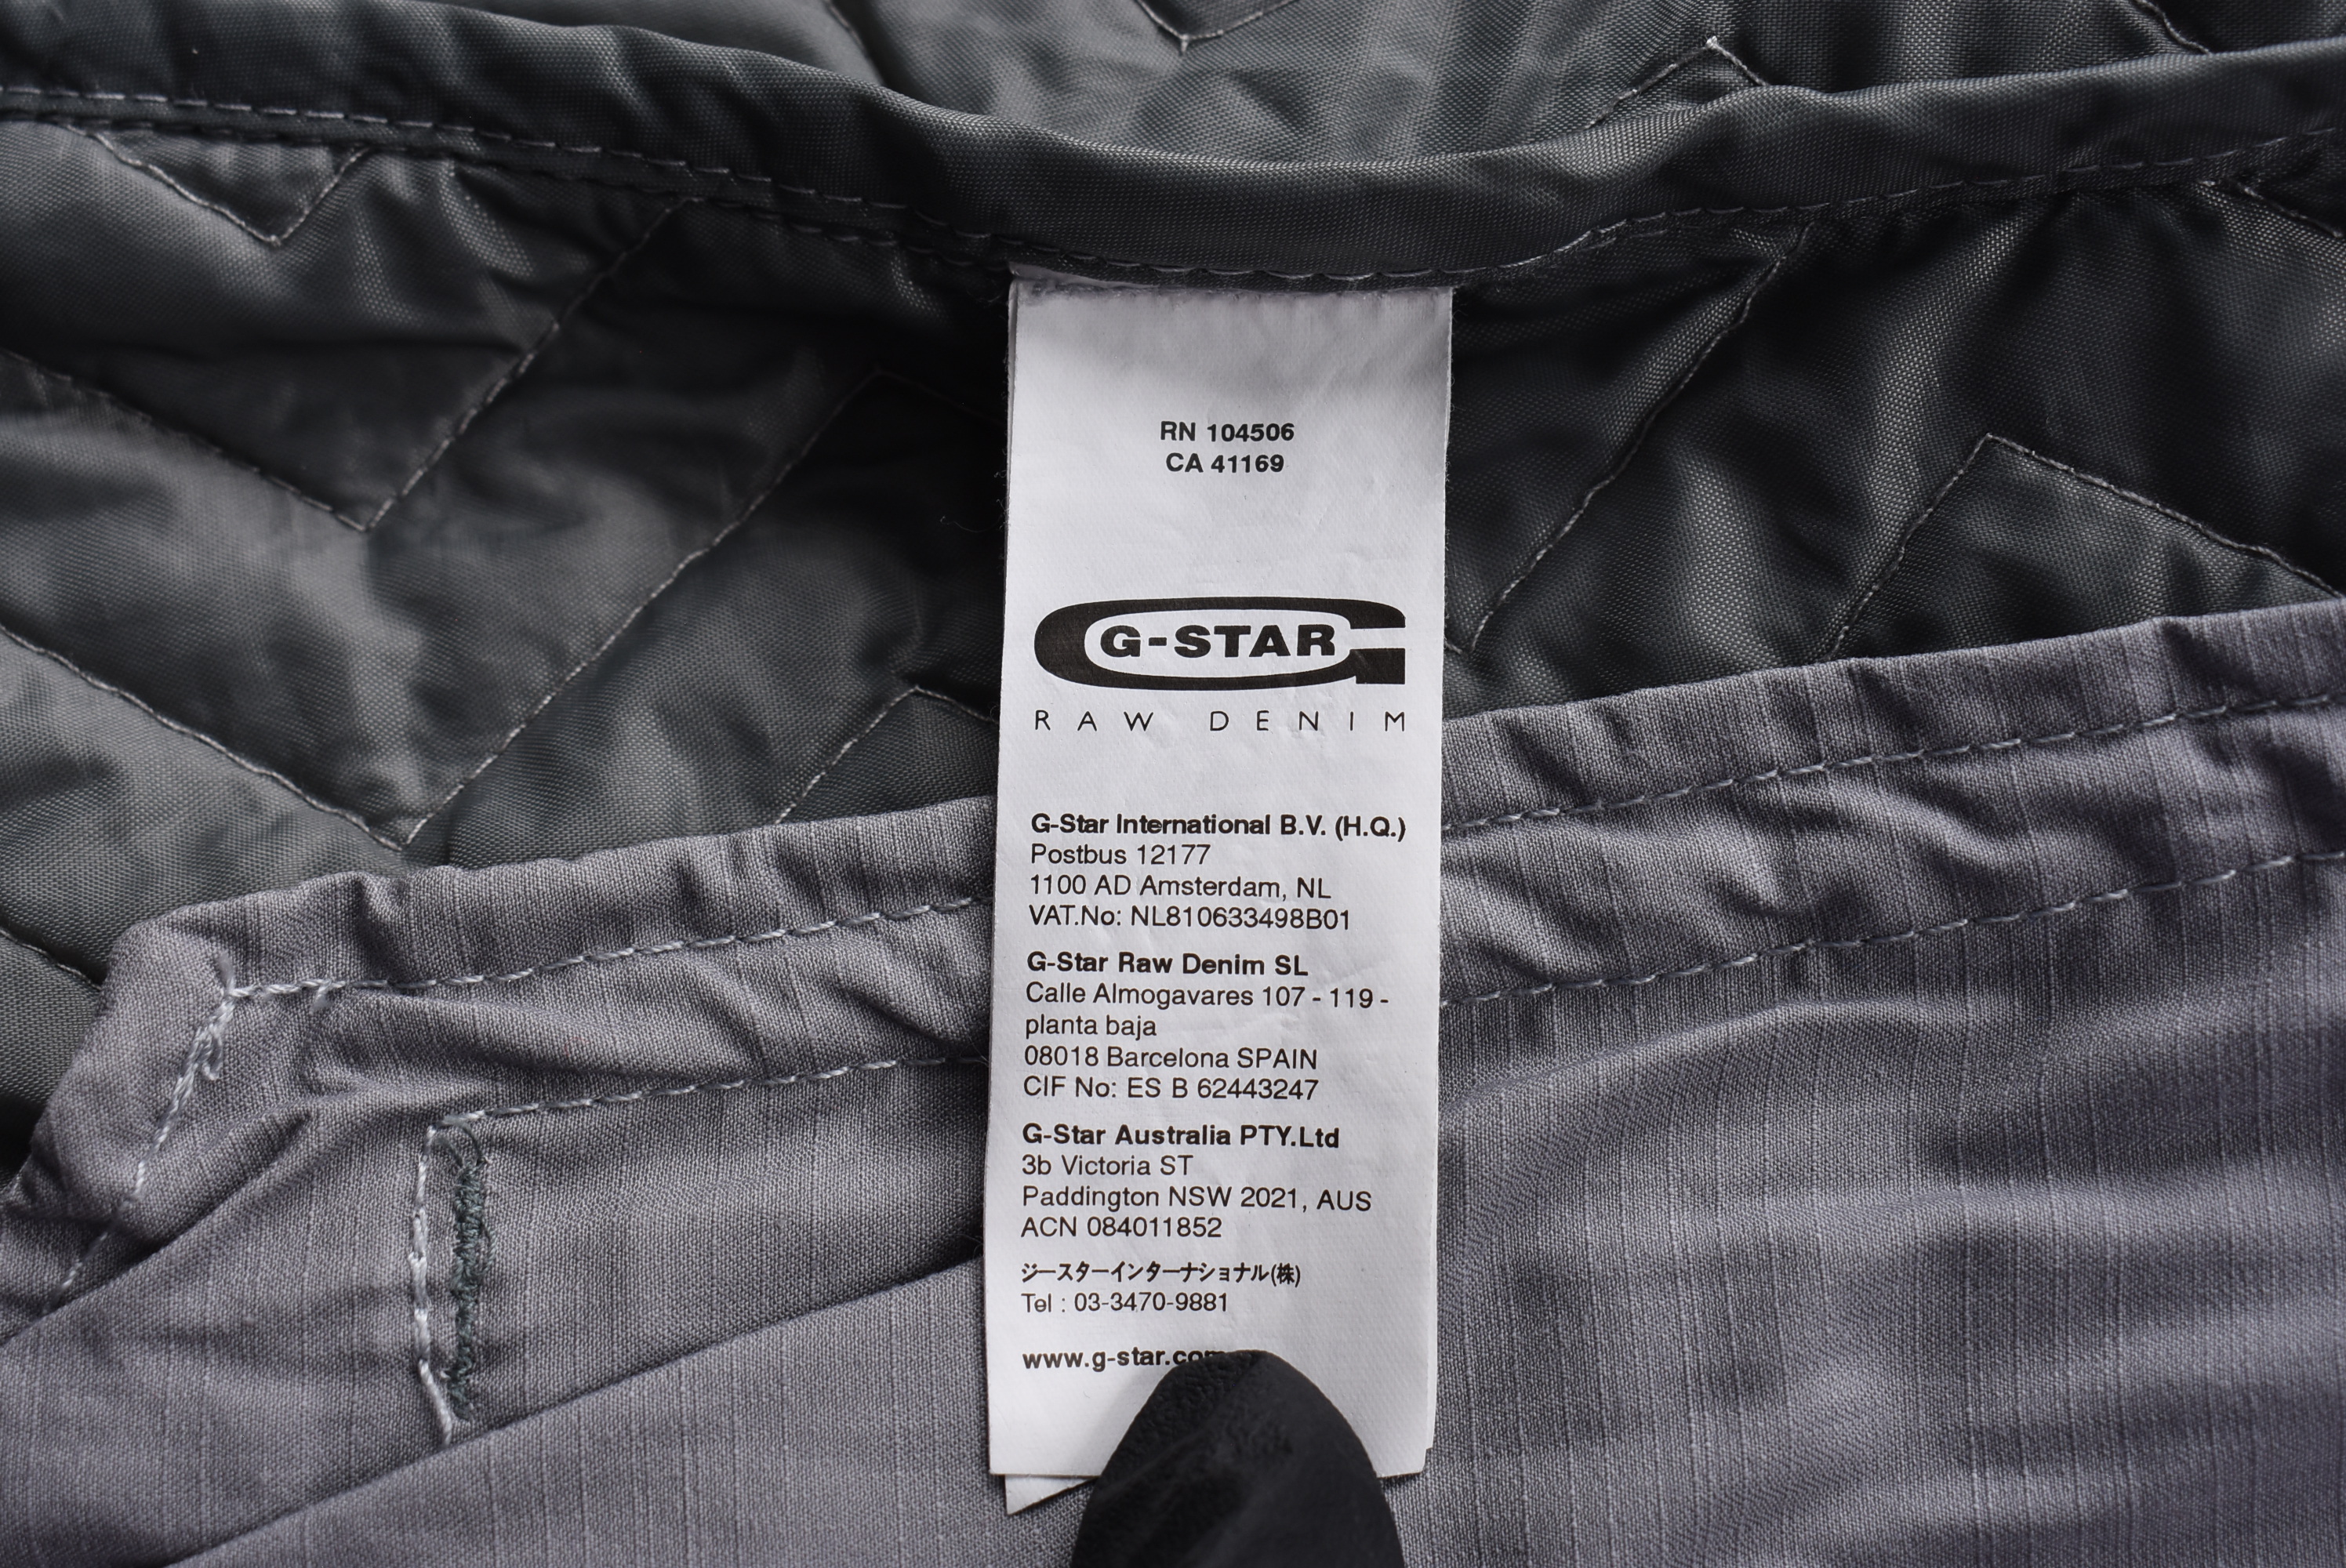 RN 104506
CA 41169
G-STAR
RAW DENIM
G-Star International B.V. (H.Q.)
Postbus 12177
1100 AD Amsterdam, NL
VAT.No: NL810633498B01
G-Star Raw Denim SL
Calle Almogavares 107 - 119 -
planta baja
08018 Barcelona SPAIN
CIF No: ES B 62443247
G-Star Australia PTY.Ltd
3b Victoria ST
Paddington NSW 2021, AUS
ACN 084011852
ジースターインターナショナル(株)
Tel : 03-3470-9881
www.g-star.com